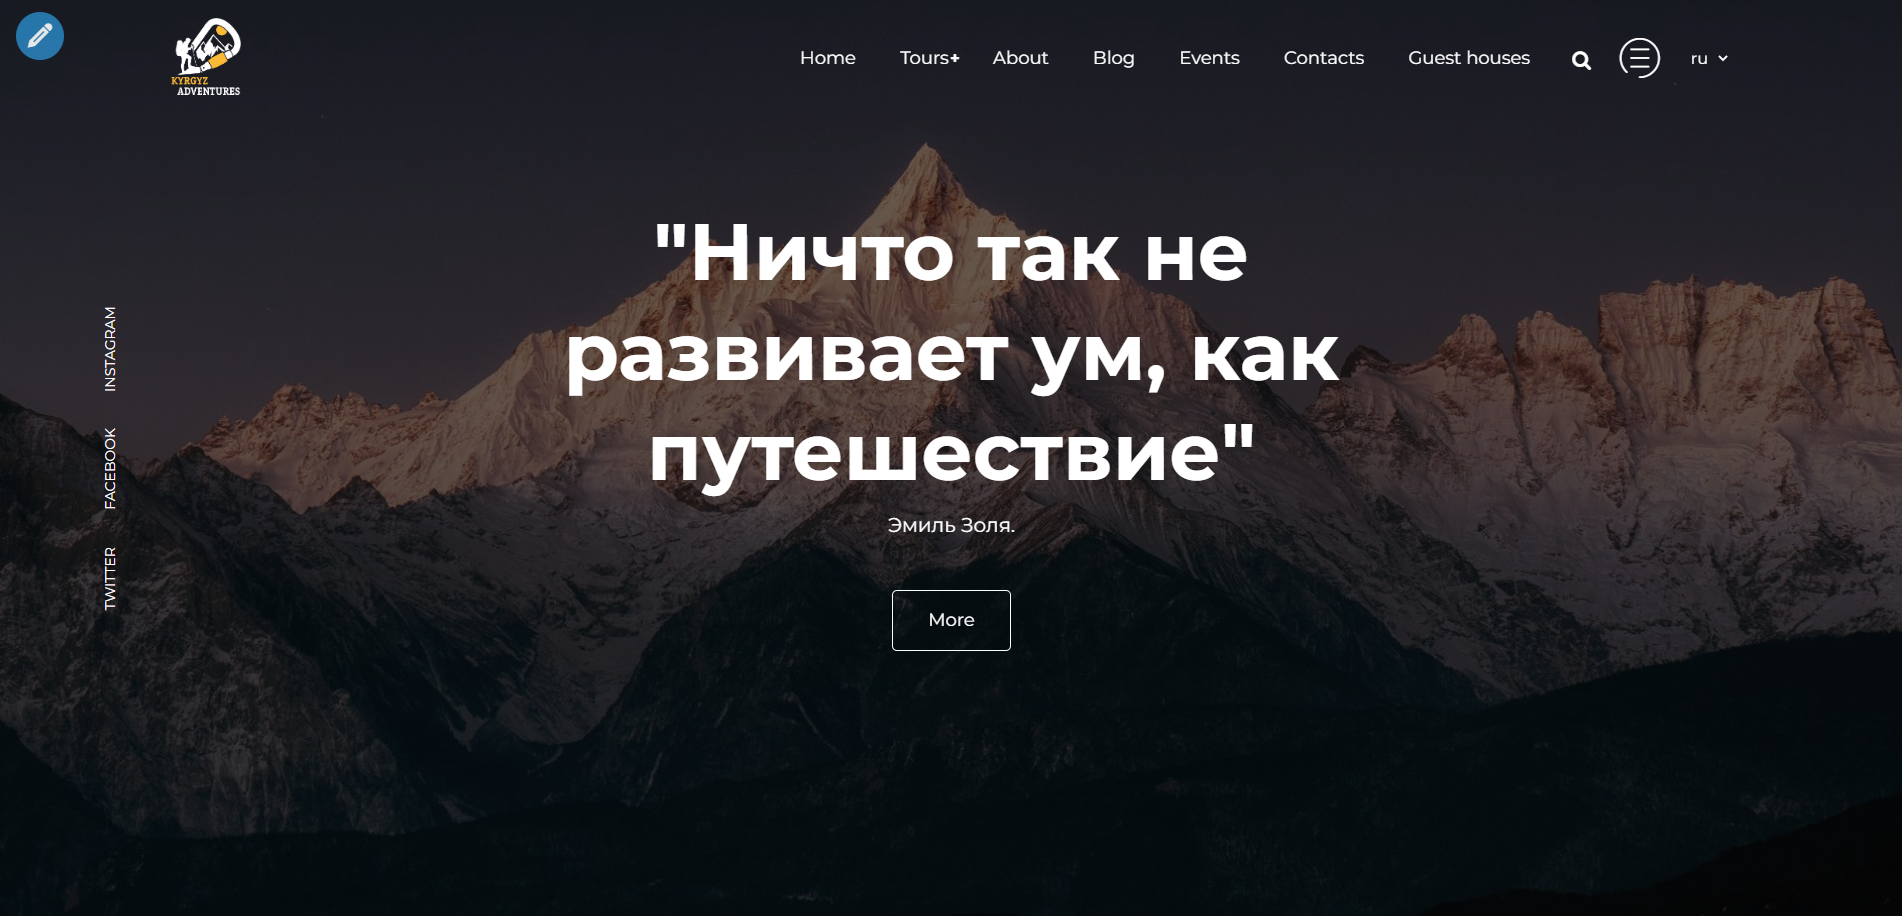 KYRGYZ
ADVENTURES
Home Tours+ About Blog Events Contacts Guest houses ru
"Ничто так не
развивает ум, как
путешествие"
Эмиль Золя.
More
INSTAGRAM
FACEBOOK
TWITTER